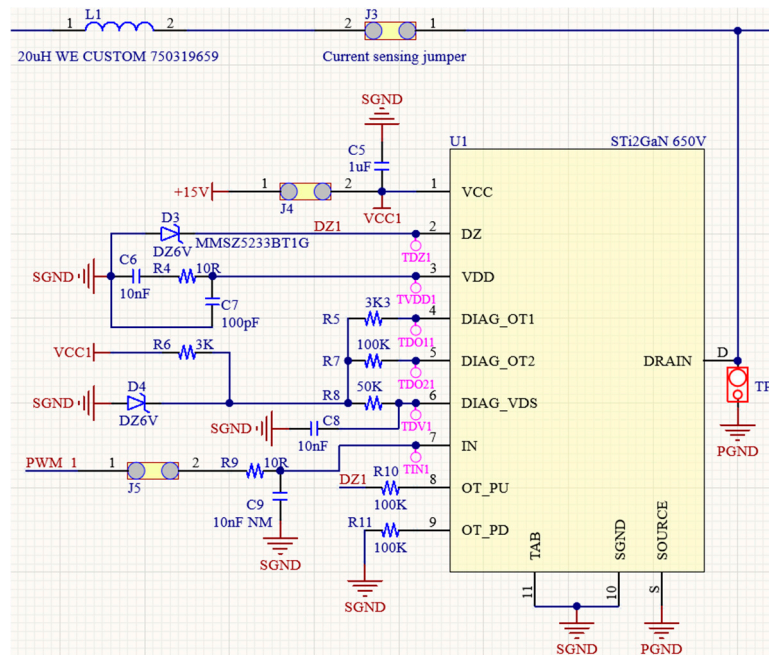 L1
1
2
20uH WE CUSTOM 750319659
J3
2
1
Current sensing jumper
SGND
C5
1uF
U1
STi2GaN 650V
+15V
1
2
J4
VCC1
1
VCC
D3
DZ6V
MMSZ5233BT1G
DZ1
2
DZ
TDZ1
SGND
C6
10nF
R4
10R
C7
100pF
3
VDD
TVDD1
R5
3K3
4
DIAG_OT1
TDO11
VCC1
R6
3K
R7
100K
5
DIAG_OT2
TDO21
DRAIN
D
TP
PGND
SGND
D4
DZ6V
R8
50K
6
DIAG_VDS
TDV1
SGND
C8
10nF
7
IN
TIN1
PWM_1
1
2
J5
R9
10R
C9
10nF NM
SGND
DZ1
R10
100K
8
OT_PU
R11
100K
9
OT_PD
SGND
TAB
SGND
SOURCE
11
10
S
SGND
PGND